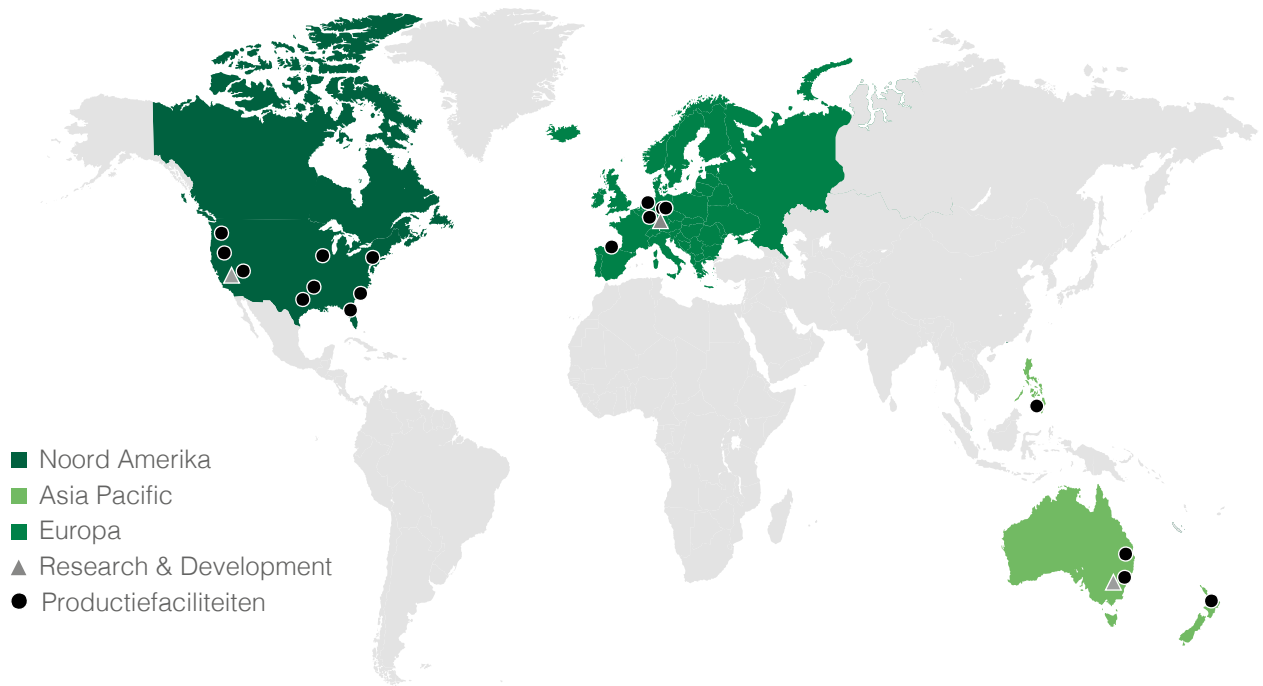 Noord Amerika
Asia Pacific
Europa
Research & Development
Productiefaciliteiten